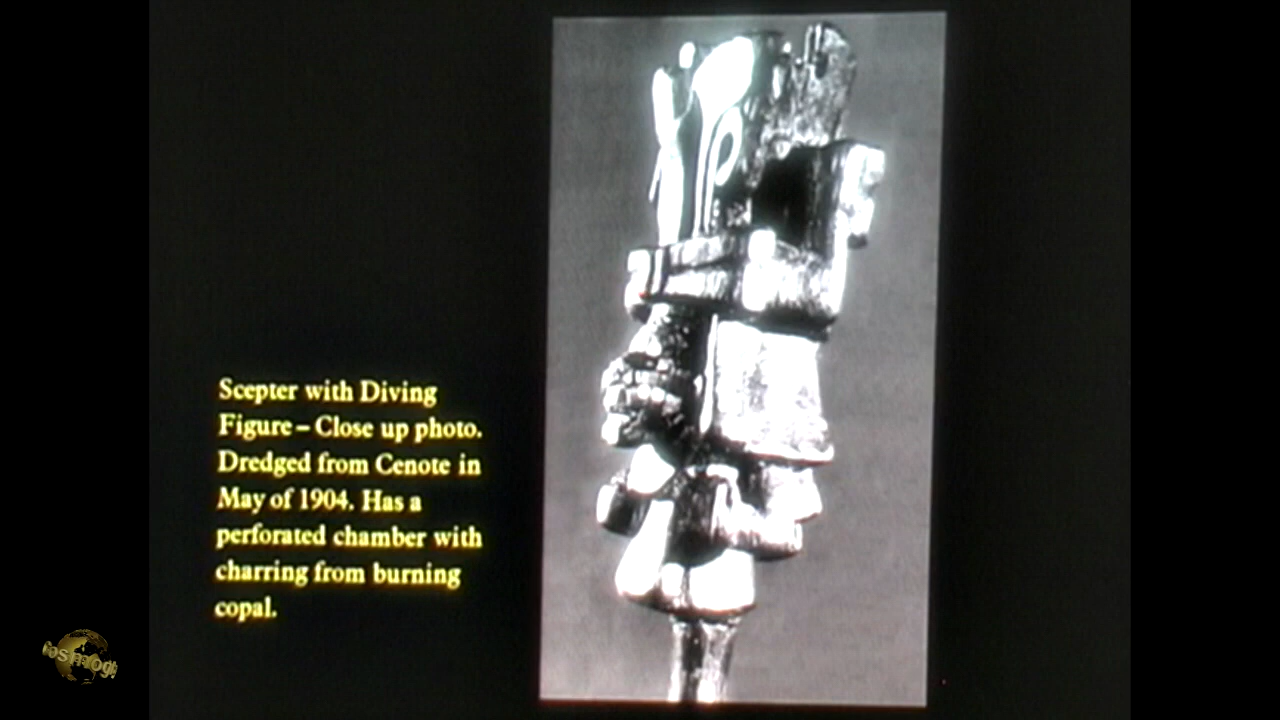 Scepter with Diving
Figure – Close up photo.
Dredged from Cenote in
May of 1904. Has a
perforated chamber with
charring from burning
copal.